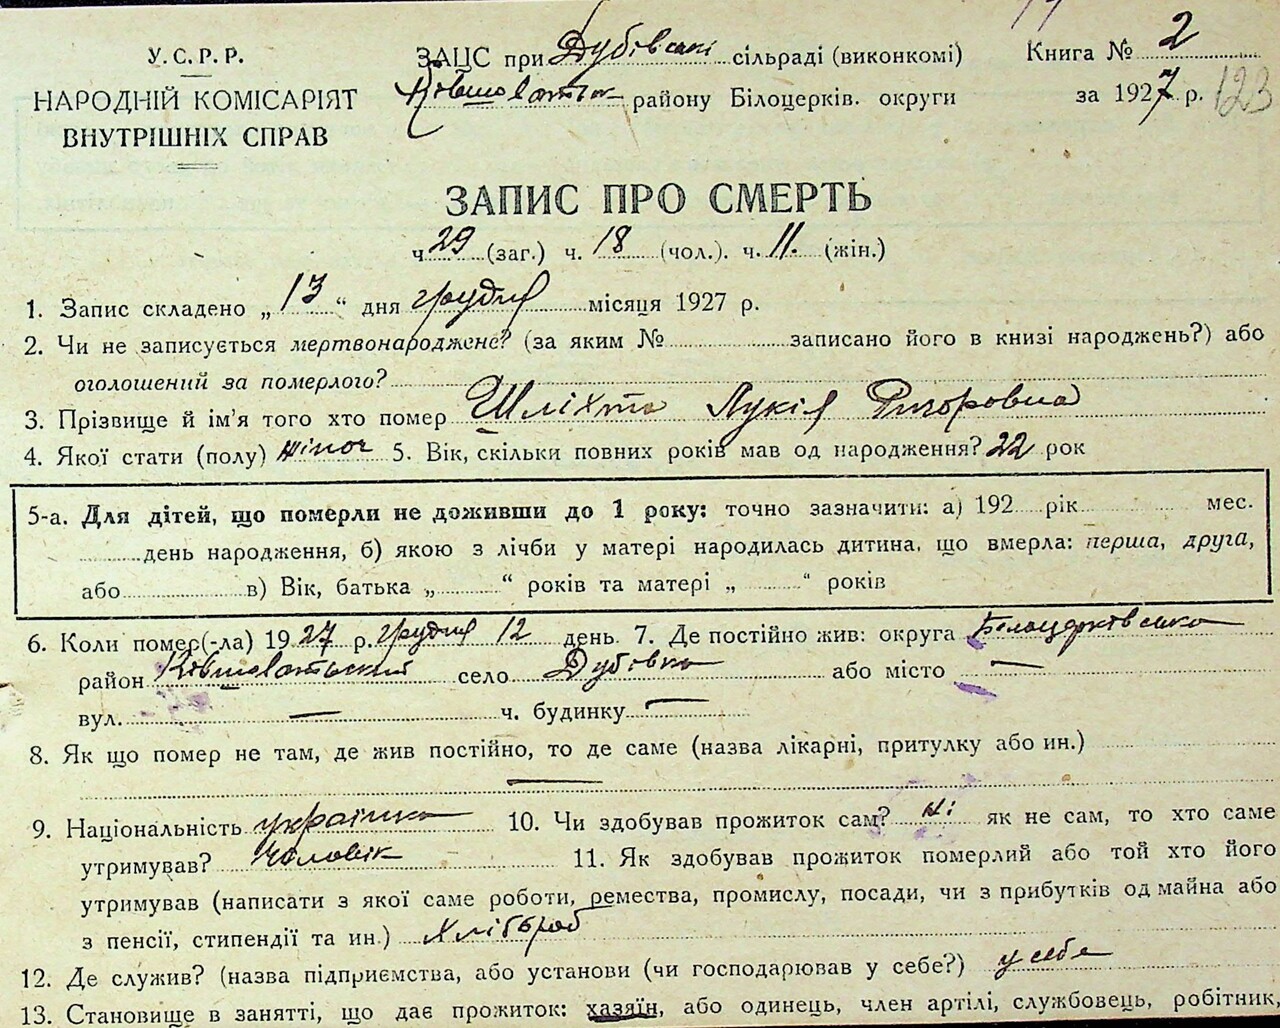 У.С.Р.Р.
НАРОДНІЙ КОМІСАРІЯТ
ВНУТРІШНІХ СПРАВ
ЗАЦС при Дубівські сільраді (виконкомі)
Ківшоватськ району Білоцерків. округи
Книга № 2
за 1927 р. 123
ЗАПИС ПРО СМЕРТЬ
ч 29 (заг.) ч. 18 (чол.). ч. 11. (жін.)
1. Запис складено „ 13 “ дня грудня місяця 1927 р.
2. Чи не записується мертвонароджене? (за яким № записано його в книзі народжень?) або
оголошений за померлого?
3. Прізвище й ім’я того хто помер Шліхта Лукія Григоровна
4. Якої стати (полу) жіноч 5. Вік, скільки повних років мав од народження? 22 рок
5-а. Для дітей, що померли не доживши до 1 року: точно зазначити: а) 192 рік мес.
день народження, б) якою з лічби у матері народилась дитина, що вмерла: перша, друга,
або в) Вік, батька „ “ років та матері „ “ років
6. Коли помер(-ла) 1927 р. грудня 12 день. 7. Де постійно жив: округа Білоцерківська
район Ківшоватьский село Дубівка або місто —
вул. — ч. будинку —
8. Як що помер не там, де жив постійно, то де саме (назва лікарні, притулку або ин.)
—
9. Національність українка 10. Чи здобував прожиток сам? ні як не сам, то хто саме
утримував? чоловік 11. Як здобував прожиток померлий або той хто його
утримував (написати з якої саме роботи, ремества, промислу, посади, чи з прибутків од майна або
з пенсії, стипендії та ин.) Хлібороб
12. Де служив? (назва підприємства, або установи (чи господарював у себе?) у себе
13. Становище в занятті, що дає прожиток: хазяїн, або одинець, член артілі, службовець, робітник,